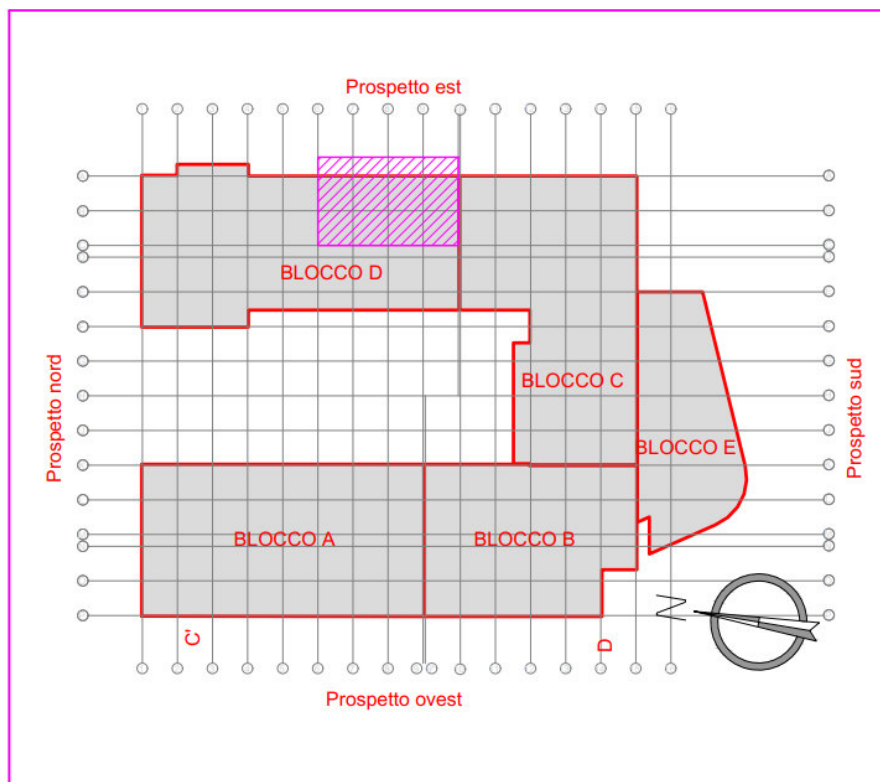 Prospetto est
BLOCCO D
Prospetto nord
BLOCCO C
Prospetto sud
BLOCCO E
BLOCCO A
BLOCCO B
N
C'
D
Prospetto ovest